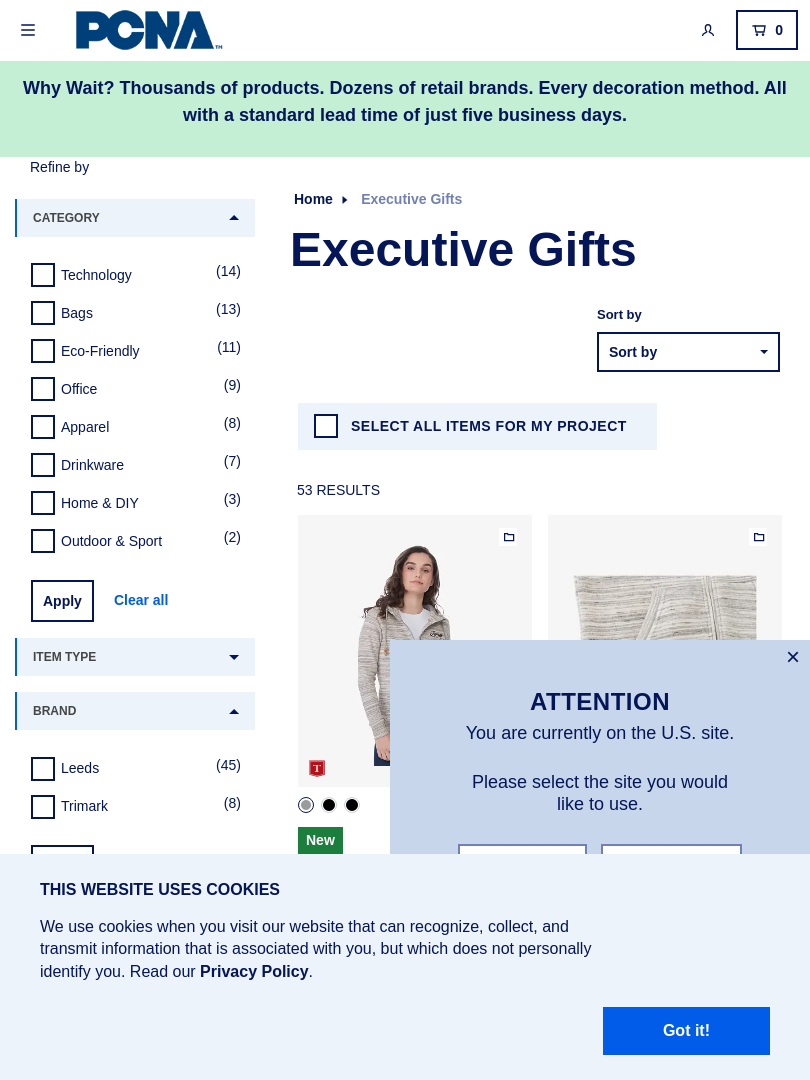 PCNA™
0
Why Wait? Thousands of products. Dozens of retail brands. Every decoration method. All
with a standard lead time of just five business days.
Refine by
CATEGORY
Technology (14)
Bags (13)
Eco-Friendly (11)
Office (9)
Apparel (8)
Drinkware (7)
Home & DIY (3)
Outdoor & Sport (2)
Apply Clear all
ITEM TYPE
BRAND
Leeds (45)
Trimark (8)
Home Executive Gifts
Executive Gifts
Sort by
Sort by
SELECT ALL ITEMS FOR MY PROJECT
53 RESULTS
T
New
ATTENTION
You are currently on the U.S. site.
Please select the site you would
like to use.
THIS WEBSITE USES COOKIES
We use cookies when you visit our website that can recognize, collect, and
transmit information that is associated with you, but which does not personally
identify you. Read our Privacy Policy.
Got it!